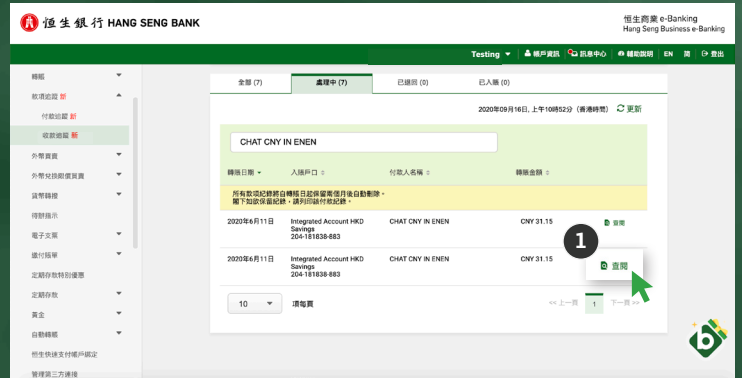 恒生銀行 HANG SENG BANK
恒生商業 e-Banking
Hang Seng Business e-Banking
Testing 帳戶資訊 訊息中心 輔助說明 EN 簡 登出
轉賬
收項追蹤 新
付款追蹤 新
收款追蹤 新
外幣買賣
外幣兌換限價買賣
貨幣轉撥
待辦指示
電子支票
繳付賬單
定期存款特別優惠
定期存款
黃金
自動轉賬
恒生快速支付帳戶綁定
管理第三方連接
全部 (7)
處理中 (7)
已退回 (0)
已入賬 (0)
2020年09月16日, 上午10時52分 (香港時間) 更新
CHAT CNY IN ENEN
轉賬日期 入賬戶口 付款人名稱 轉賬金額
所有款項紀錄將自轉賬日起保留兩個月後自動刪除。
閣下如欲保留紀錄，請列印該付款紀錄。
2020年6月11日 Integrated Account HKD CHAT CNY IN ENEN CNY 31.15 查閱
Savings
204-181838-883
1
2020年6月11日 Integrated Account HKD CHAT CNY IN ENEN CNY 31.15 查閱
Savings
204-181838-883
10 項每頁
<< 上一頁 1 下一頁 >>
b